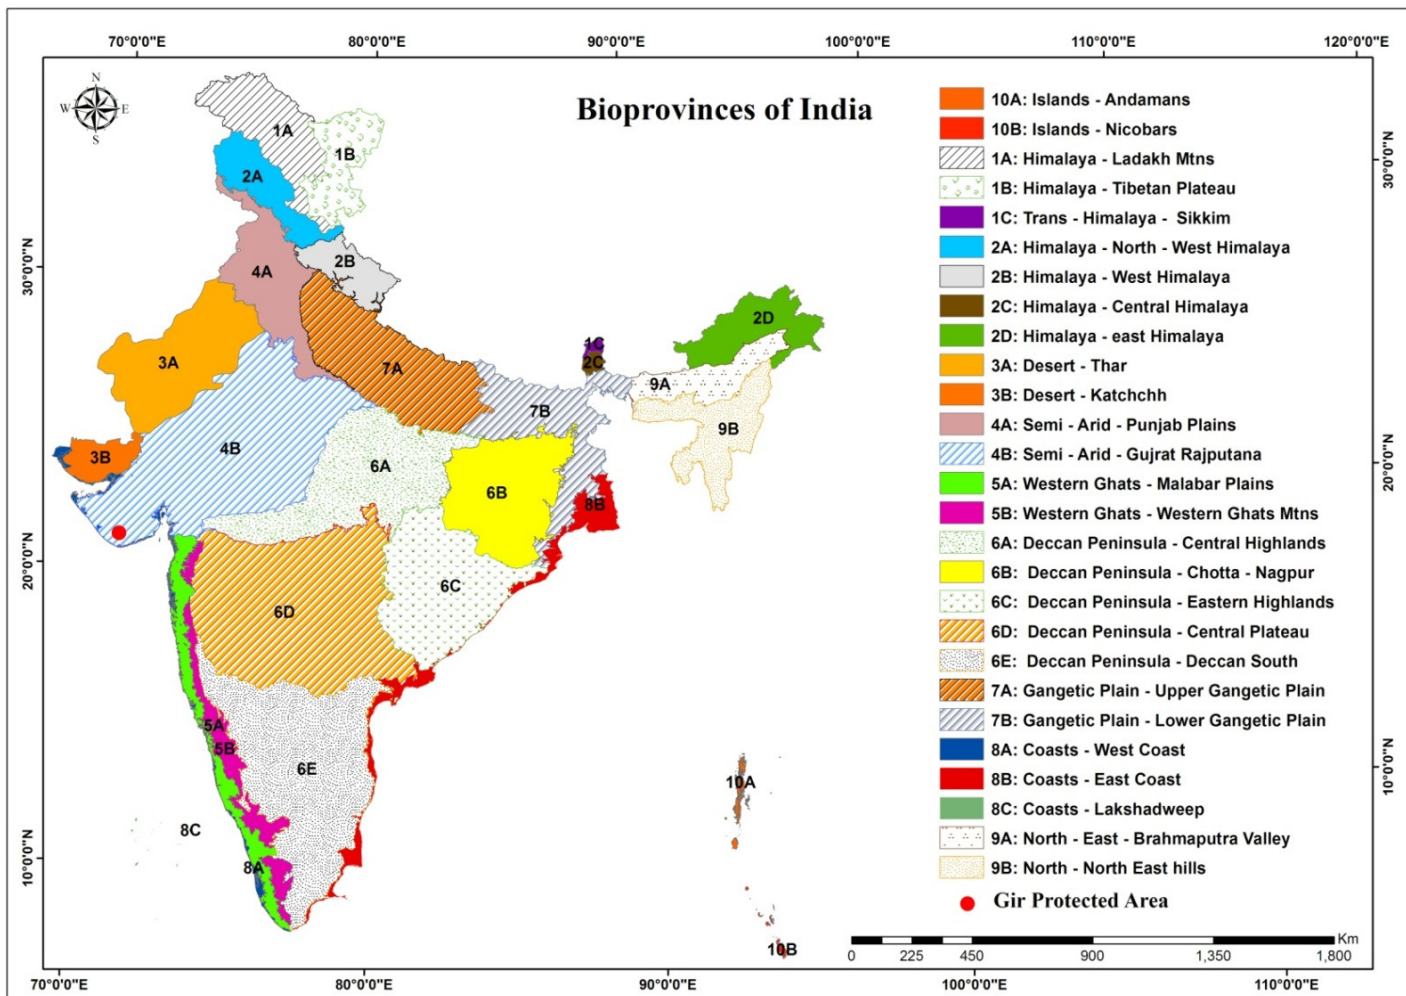 70°0'0"E 80°0'0"E 90°0'0"E 100°0'0"E 110°0'0"E 120°0'0"E
N
W E
S
Bioprovinces of India
30°0'0"N
20°0'0"N
10°0'0"N
30°0'0"N
20°0'0"N
10°0'0"N
1A
1B
2A
2B
4A
2D
1C
2C
3A
7A
9A
7B
9B
3B
4B
6A
6B
8B
6C
6D
5A
5B
6E
10A
8C
8A
10B
10A: Islands - Andamans
10B: Islands - Nicobars
1A: Himalaya - Ladakh Mtns
1B: Himalaya - Tibetan Plateau
1C: Trans - Himalaya - Sikkim
2A: Himalaya - North - West Himalaya
2B: Himalaya - West Himalaya
2C: Himalaya - Central Himalaya
2D: Himalaya - east Himalaya
3A: Desert - Thar
3B: Desert - Katchchh
4A: Semi - Arid - Punjab Plains
4B: Semi - Arid - Gujrat Rajputana
5A: Western Ghats - Malabar Plains
5B: Western Ghats - Western Ghats Mtns
6A: Deccan Peninsula - Central Highlands
6B: Deccan Peninsula - Chotta - Nagpur
6C: Deccan Peninsula - Eastern Highlands
6D: Deccan Peninsula - Central Plateau
6E: Deccan Peninsula - Deccan South
7A: Gangetic Plain - Upper Gangetic Plain
7B: Gangetic Plain - Lower Gangetic Plain
8A: Coasts - West Coast
8B: Coasts - East Coast
8C: Coasts - Lakshadweep
9A: North - East - Brahmaputra Valley
9B: North - North East hills
Gir Protected Area
Km
0 225 450 900 1,350 1,800
70°0'0"E 80°0'0"E 90°0'0"E 100°0'0"E 110°0'0"E